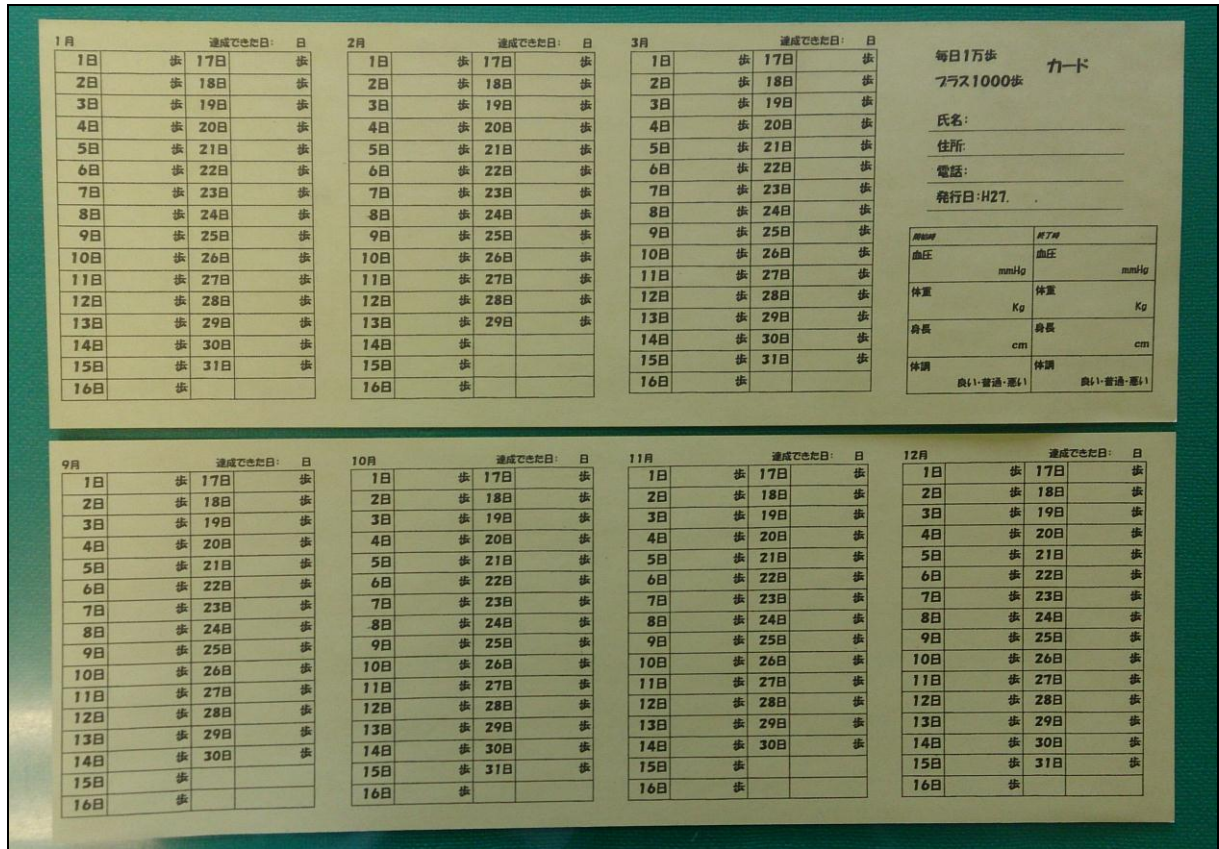 1月 達成できた日: 日
1日 歩 17日 歩
2日 歩 18日 歩
3日 歩 19日 歩
4日 歩 20日 歩
5日 歩 21日 歩
6日 歩 22日 歩
7日 歩 23日 歩
8日 歩 24日 歩
9日 歩 25日 歩
10日 歩 26日 歩
11日 歩 27日 歩
12日 歩 28日 歩
13日 歩 29日 歩
14日 歩 30日 歩
15日 歩 31日 歩
16日 歩
2月 達成できた日: 日
1日 歩 17日 歩
2日 歩 18日 歩
3日 歩 19日 歩
4日 歩 20日 歩
5日 歩 21日 歩
6日 歩 22日 歩
7日 歩 23日 歩
8日 歩 24日 歩
9日 歩 25日 歩
10日 歩 26日 歩
11日 歩 27日 歩
12日 歩 28日 歩
13日 歩 29日 歩
14日 歩
15日 歩
16日 歩
3月 達成できた日: 日
1日 歩 17日 歩
2日 歩 18日 歩
3日 歩 19日 歩
4日 歩 20日 歩
5日 歩 21日 歩
6日 歩 22日 歩
7日 歩 23日 歩
8日 歩 24日 歩
9日 歩 25日 歩
10日 歩 26日 歩
11日 歩 27日 歩
12日 歩 28日 歩
13日 歩 29日 歩
14日 歩 30日 歩
15日 歩 31日 歩
16日 歩
毎日1万歩
プラス1000歩 カード
氏名:
住所:
電話:
発行日:H27. .
開始時 終了時
血圧 mmHg 血圧 mmHg
体重 Kg 体重 Kg
身長 cm 身長 cm
体調 良い・普通・悪い 体調 良い・普通・悪い
9月 達成できた日: 日
1日 歩 17日 歩
2日 歩 18日 歩
3日 歩 19日 歩
4日 歩 20日 歩
5日 歩 21日 歩
6日 歩 22日 歩
7日 歩 23日 歩
8日 歩 24日 歩
9日 歩 25日 歩
10日 歩 26日 歩
11日 歩 27日 歩
12日 歩 28日 歩
13日 歩 29日 歩
14日 歩 30日 歩
15日 歩
16日 歩
10月 達成できた日: 日
1日 歩 17日 歩
2日 歩 18日 歩
3日 歩 19日 歩
4日 歩 20日 歩
5日 歩 21日 歩
6日 歩 22日 歩
7日 歩 23日 歩
8日 歩 24日 歩
9日 歩 25日 歩
10日 歩 26日 歩
11日 歩 27日 歩
12日 歩 28日 歩
13日 歩 29日 歩
14日 歩 30日 歩
15日 歩 31日 歩
16日 歩
11月 達成できた日: 日
1日 歩 17日 歩
2日 歩 18日 歩
3日 歩 19日 歩
4日 歩 20日 歩
5日 歩 21日 歩
6日 歩 22日 歩
7日 歩 23日 歩
8日 歩 24日 歩
9日 歩 25日 歩
10日 歩 26日 歩
11日 歩 27日 歩
12日 歩 28日 歩
13日 歩 29日 歩
14日 歩 30日 歩
15日 歩
16日 歩
12月 達成できた日: 日
1日 歩 17日 歩
2日 歩 18日 歩
3日 歩 19日 歩
4日 歩 20日 歩
5日 歩 21日 歩
6日 歩 22日 歩
7日 歩 23日 歩
8日 歩 24日 歩
9日 歩 25日 歩
10日 歩 26日 歩
11日 歩 27日 歩
12日 歩 28日 歩
13日 歩 29日 歩
14日 歩 30日 歩
15日 歩 31日 歩
16日 歩